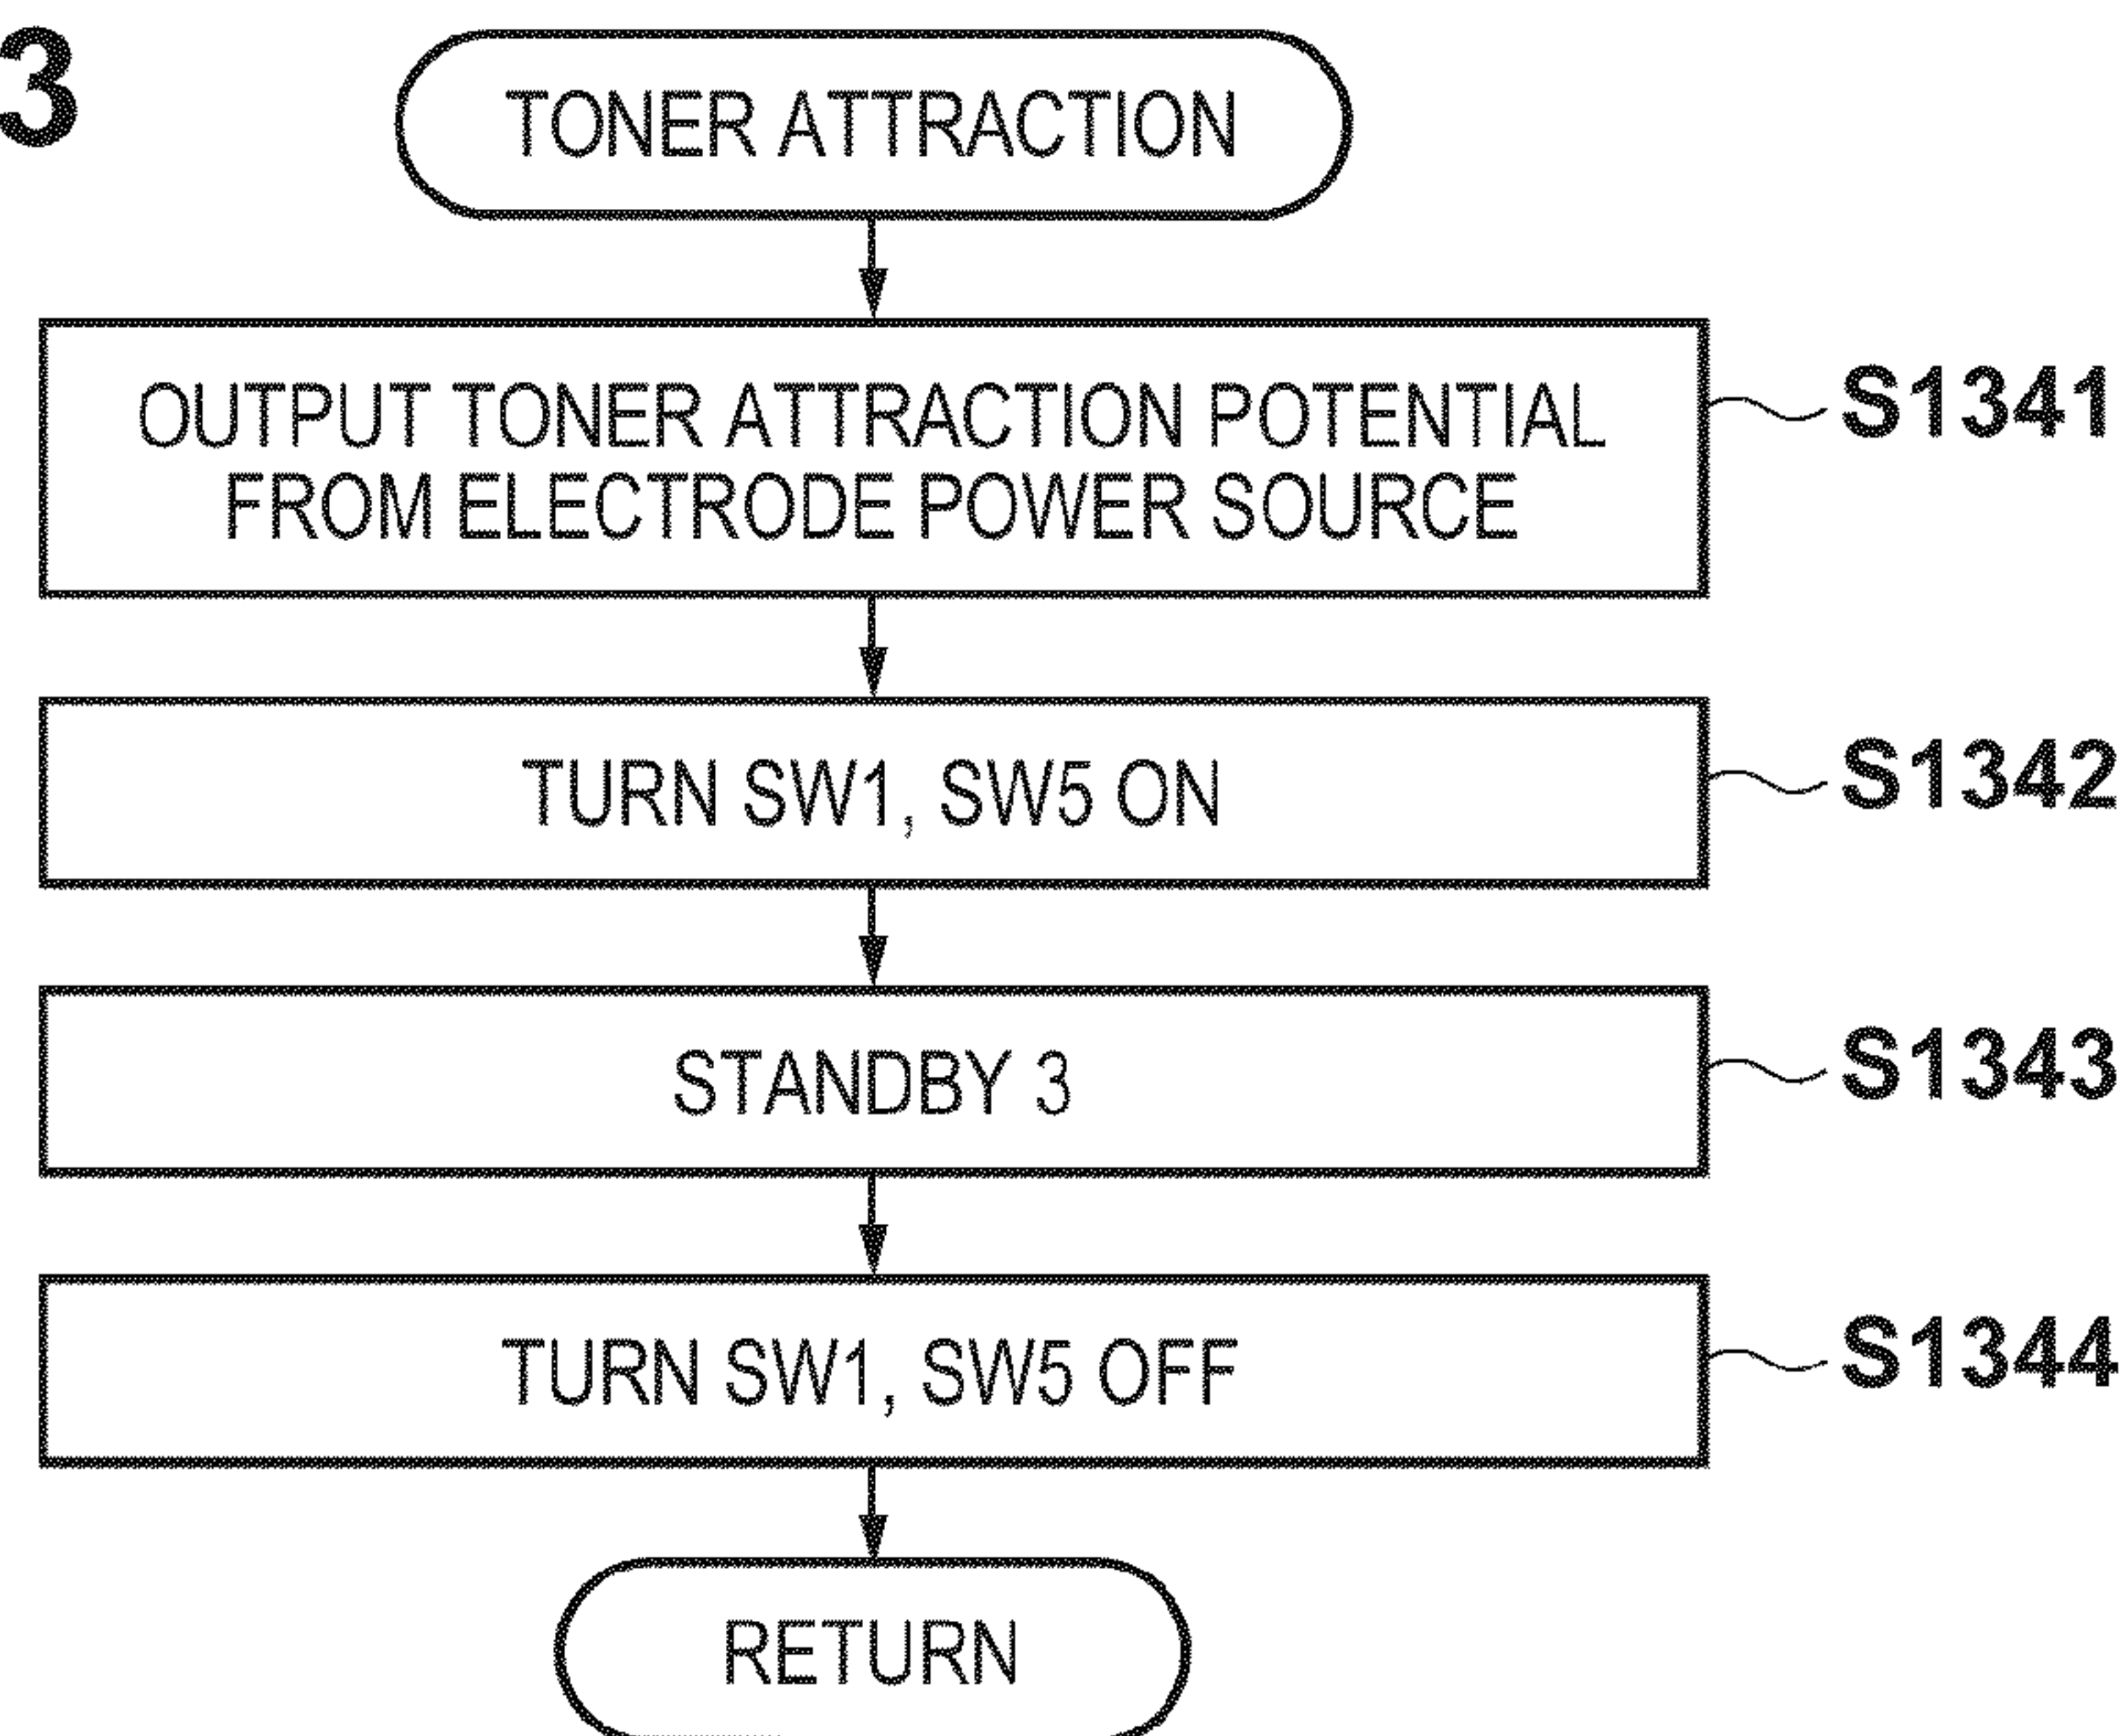 3
TONER ATTRACTION
OUTPUT TONER ATTRACTION POTENTIAL
FROM ELECTRODE POWER SOURCE
S1341
TURN SW1, SW5 ON
S1342
STANDBY 3
S1343
TURN SW1, SW5 OFF
S1344
RETURN